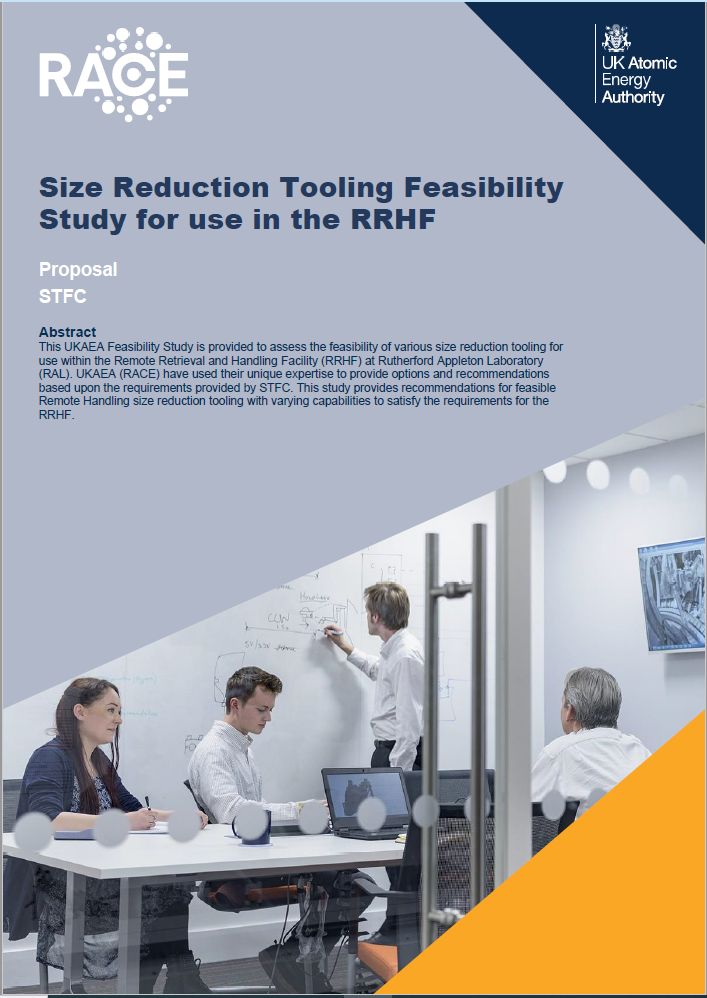 RACE
UK Atomic
Energy
Authority
Size Reduction Tooling Feasibility
Study for use in the RRHF
Proposal
STFC
Abstract
This UKAEA Feasibility Study is provided to assess the feasibility of various size reduction tooling for
use within the Remote Retrieval and Handling Facility (RRHF) at Rutherford Appleton Laboratory
(RAL). UKAEA (RACE) have used their unique expertise to provide options and recommendations
based upon the requirements provided by STFC. This study provides recommendations for feasible
Remote Handling size reduction tooling with varying capabilities to satisfy the requirements for the
RRHF.
CCW